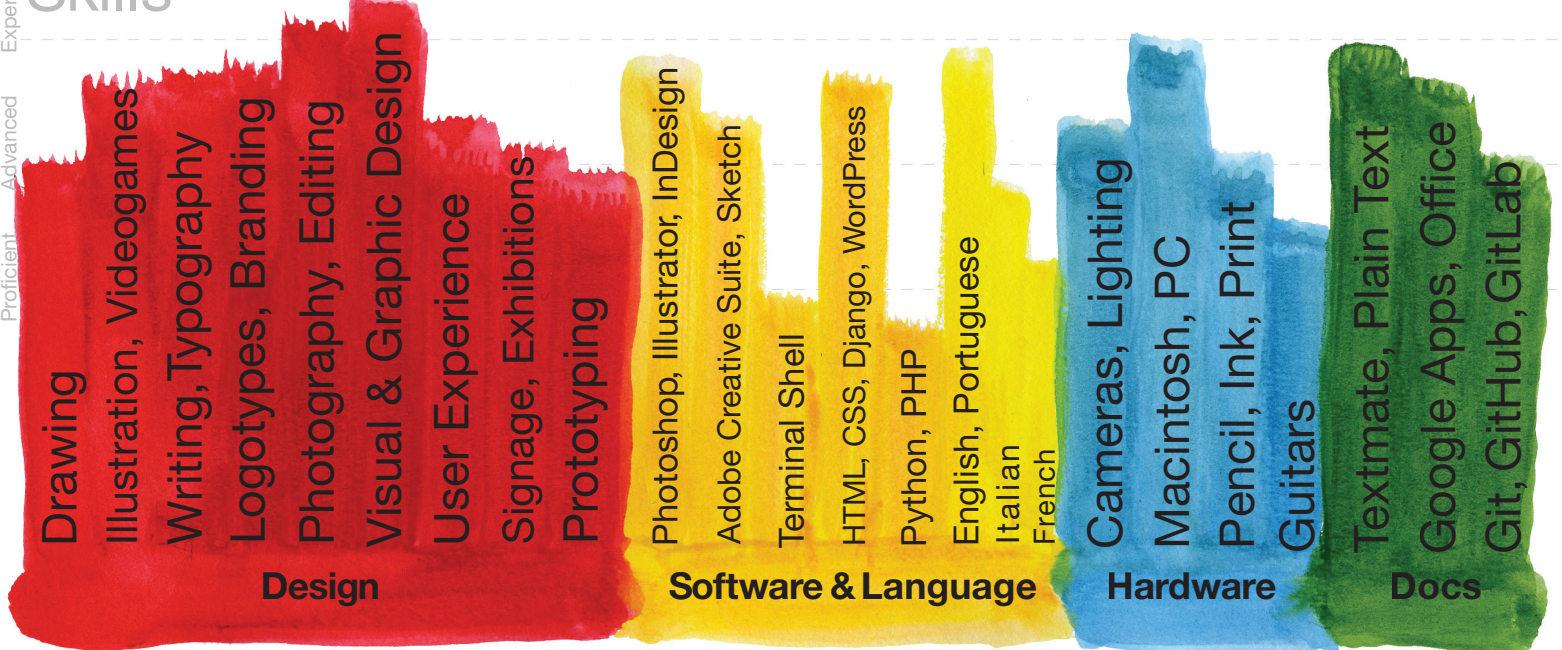 Skills
Expert
Advanced
Proficient
Drawing
Illustration, Videogames
Writing,Typography
Logotypes, Branding
Photography, Editing
Visual & Graphic Design
User Experience
Signage, Exhibitions
Prototyping
Design
Photoshop, Illustrator, InDesign
Adobe Creative Suite, Sketch
Terminal Shell
HTML, CSS, Django, WordPress
Python, PHP
English, Portuguese
Italian
French
Software & Language
Cameras, Lighting
Macintosh, PC
Pencil, Ink, Print
Guitars
Hardware
Textmate, Plain Text
Google Apps, Office
Git, GitHub, GitLab
Docs